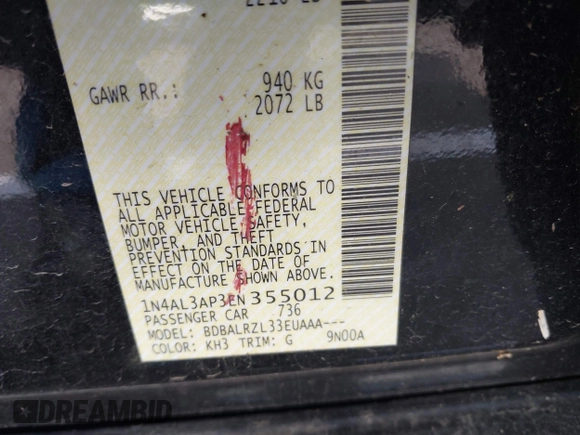 GAWR RR.: 940 KG
2072 LB
THIS VEHICLE CONFORMS TO
ALL APPLICABLE FEDERAL
MOTOR VEHICLE SAFETY,
BUMPER, AND THEFT
PREVENTION STANDARDS IN
EFFECT ON THE DATE OF
MANUFACTURE SHOWN ABOVE.
1N4AL3AP3EN355012
PASSENGER CAR 736
MODEL: BDBALRZL33EUAAA---
COLOR: KH3 TRIM: G 9N00A
DREAMBID